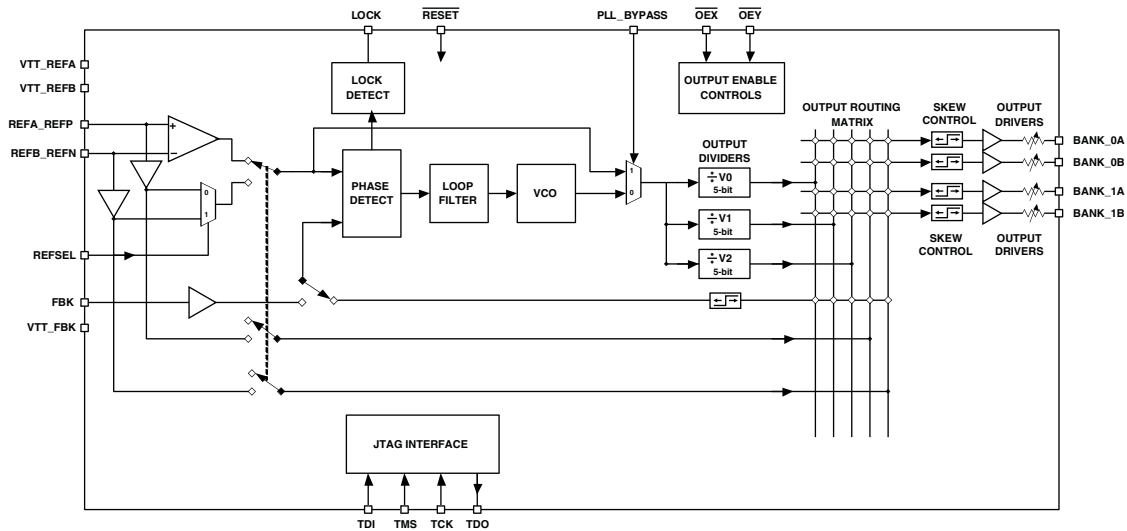 LOCK
RESET
PLL_BYPASS
OEX
OEY
VTT_REFA
VTT_REFB
REFA_REFP
REFB_REFN
REFSEL
FBK
VTT_FBK
+
−
0
1
LOCK
DETECT
PHASE
DETECT
LOOP
FILTER
VCO
1
0
OUTPUT ENABLE
CONTROLS
OUTPUT
DIVIDERS
÷V0
5-bit
÷V1
5-bit
÷V2
5-bit
OUTPUT ROUTING
MATRIX
SKEW
CONTROL
OUTPUT
DRIVERS
BANK_0A
BANK_0B
BANK_1A
BANK_1B
SKEW
CONTROL
OUTPUT
DRIVERS
JTAG INTERFACE
TDI
TMS
TCK
TDO